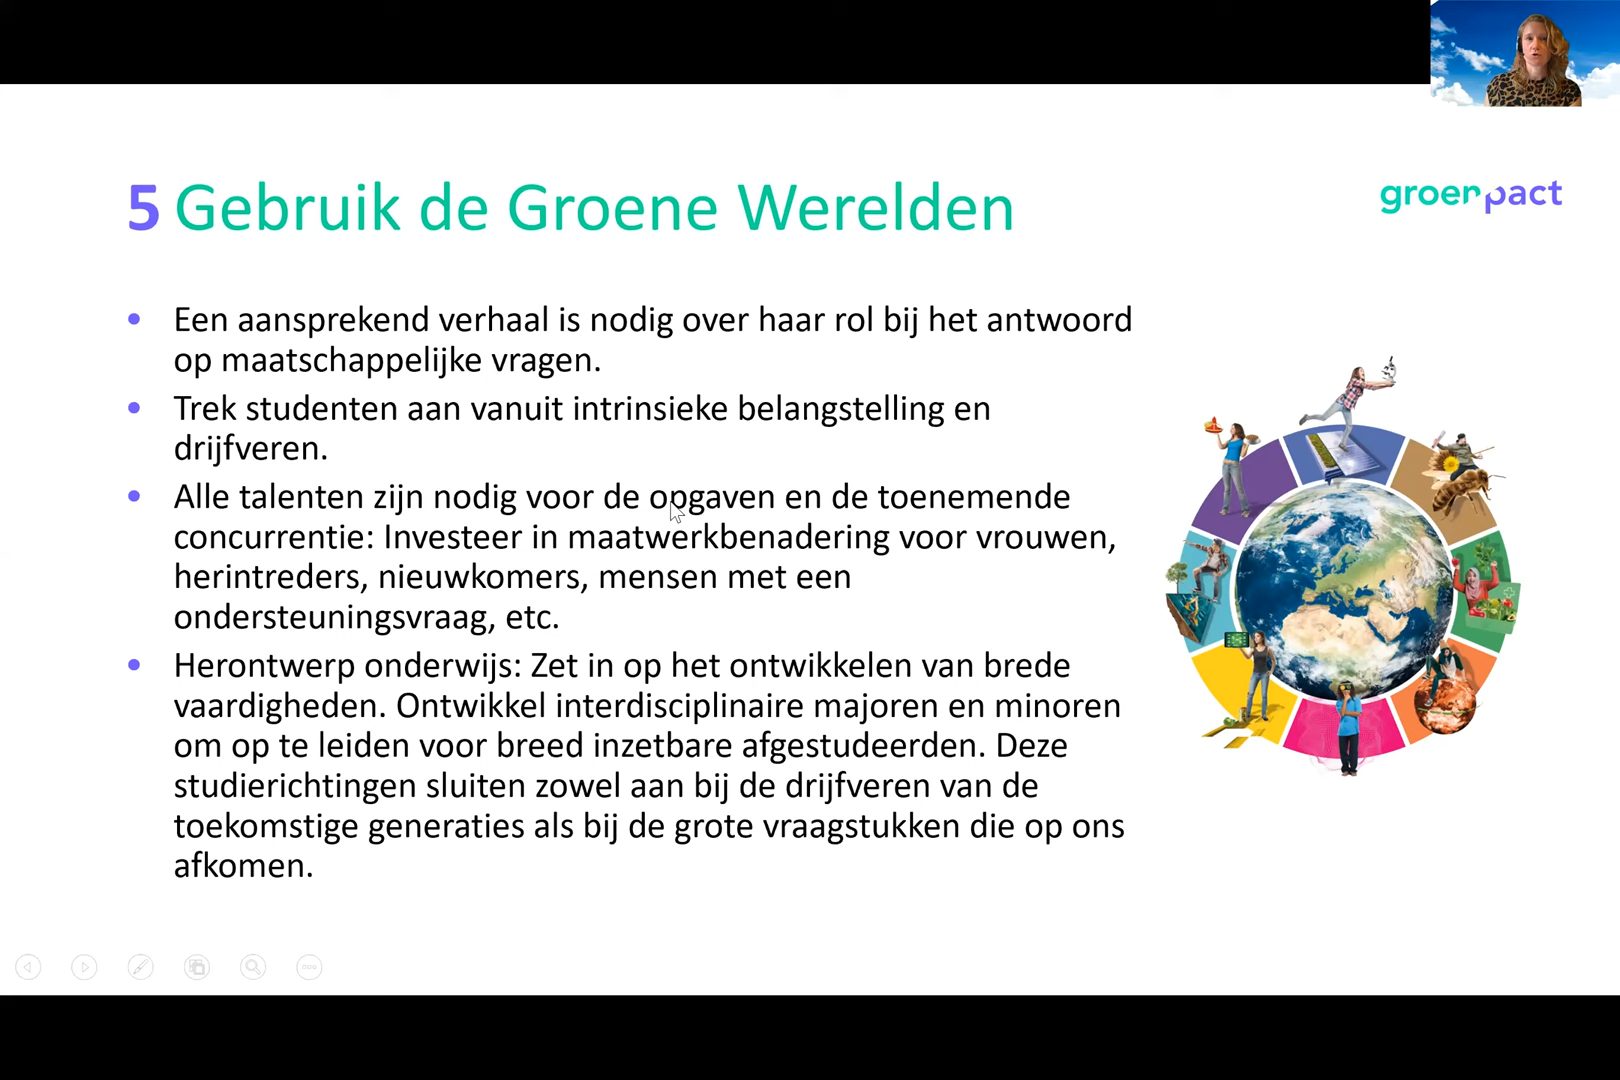 5 Gebruik de Groene Werelden
groenpact
• Een aansprekend verhaal is nodig over haar rol bij het antwoord
op maatschappelijke vragen.
• Trek studenten aan vanuit intrinsieke belangstelling en
drijfveren.
• Alle talenten zijn nodig voor de opgaven en de toenemende
concurrentie: Investeer in maatwerkbenadering voor vrouwen,
herintreders, nieuwkomers, mensen met een
ondersteuningsvraag, etc.
• Herontwerp onderwijs: Zet in op het ontwikkelen van brede
vaardigheden. Ontwikkel interdisciplinaire majoren en minoren
om op te leiden voor breed inzetbare afgestudeerden. Deze
studierichtingen sluiten zowel aan bij de drijfveren van de
toekomstige generaties als bij de grote vraagstukken die op ons
afkomen.